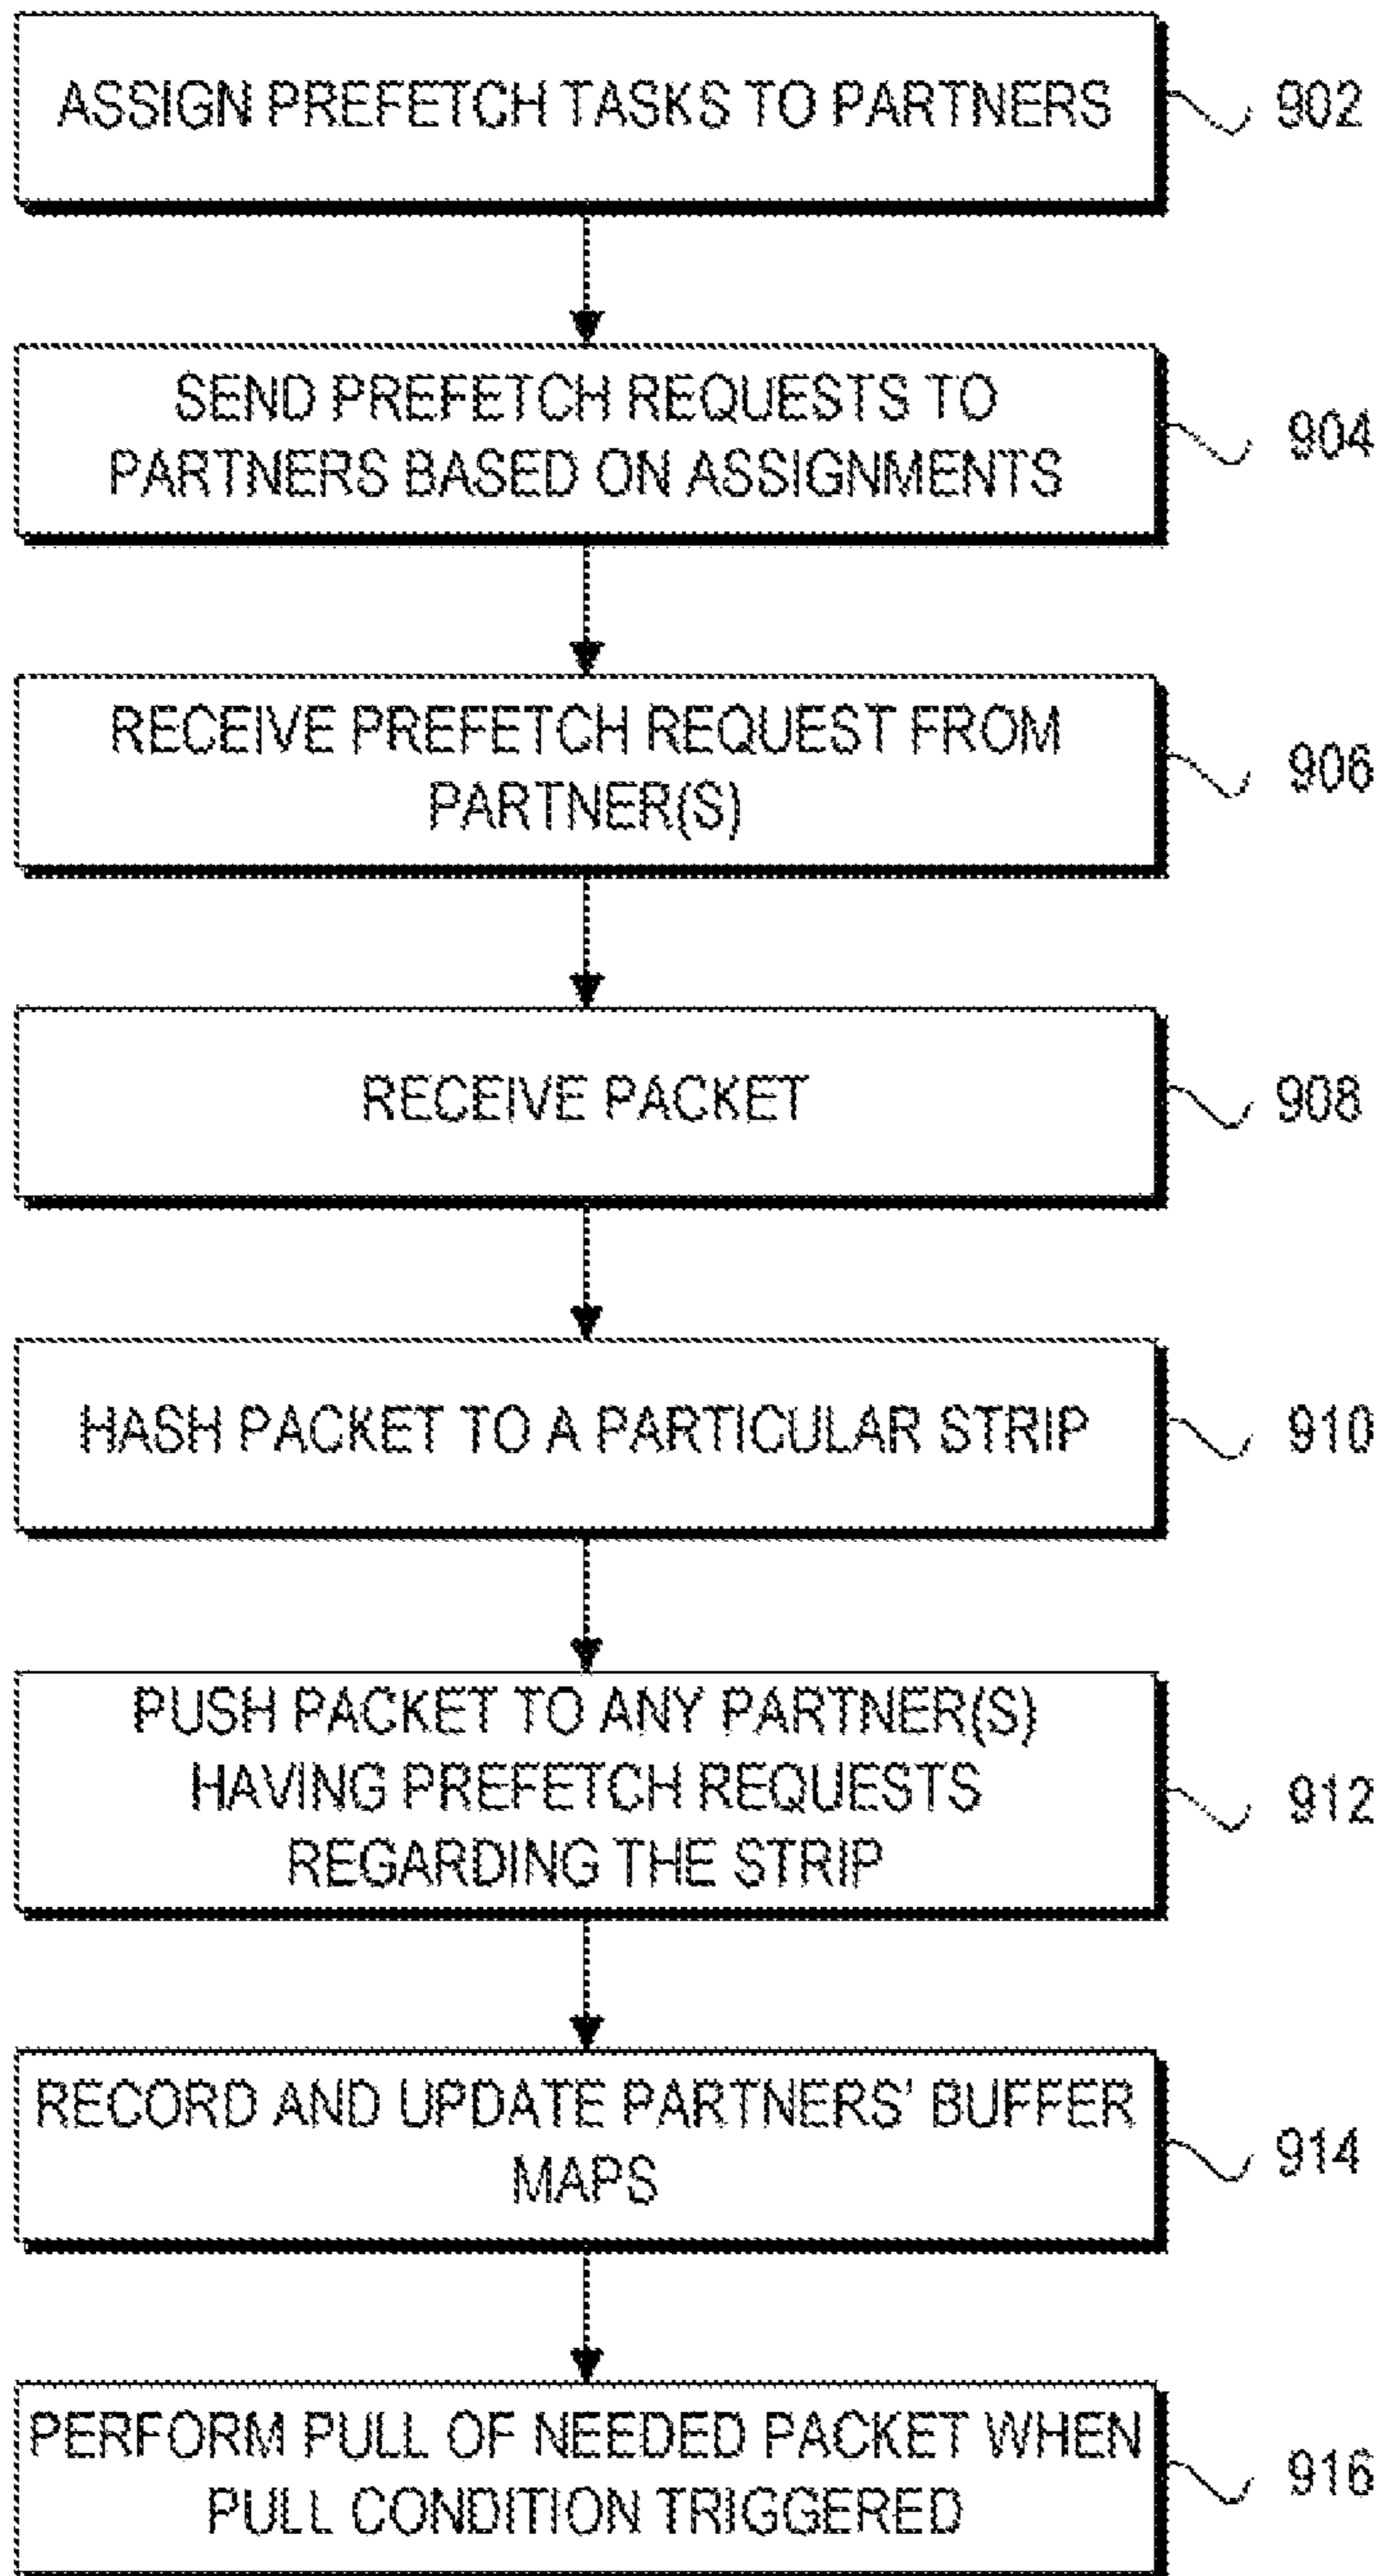 ASSIGN PREFETCH TASKS TO PARTNERS
902
SEND PREFETCH REQUESTS TO
PARTNERS BASED ON ASSIGNMENTS
904
RECEIVE PREFETCH REQUEST FROM
PARTNER(S)
906
RECEIVE PACKET
908
HASH PACKET TO A PARTICULAR STRIP
910
PUSH PACKET TO ANY PARTNER(S)
HAVING PREFETCH REQUESTS
REGARDING THE STRIP
912
RECORD AND UPDATE PARTNERS’ BUFFER
MAPS
914
PERFORM PULL OF NEEDED PACKET WHEN
PULL CONDITION TRIGGERED
916